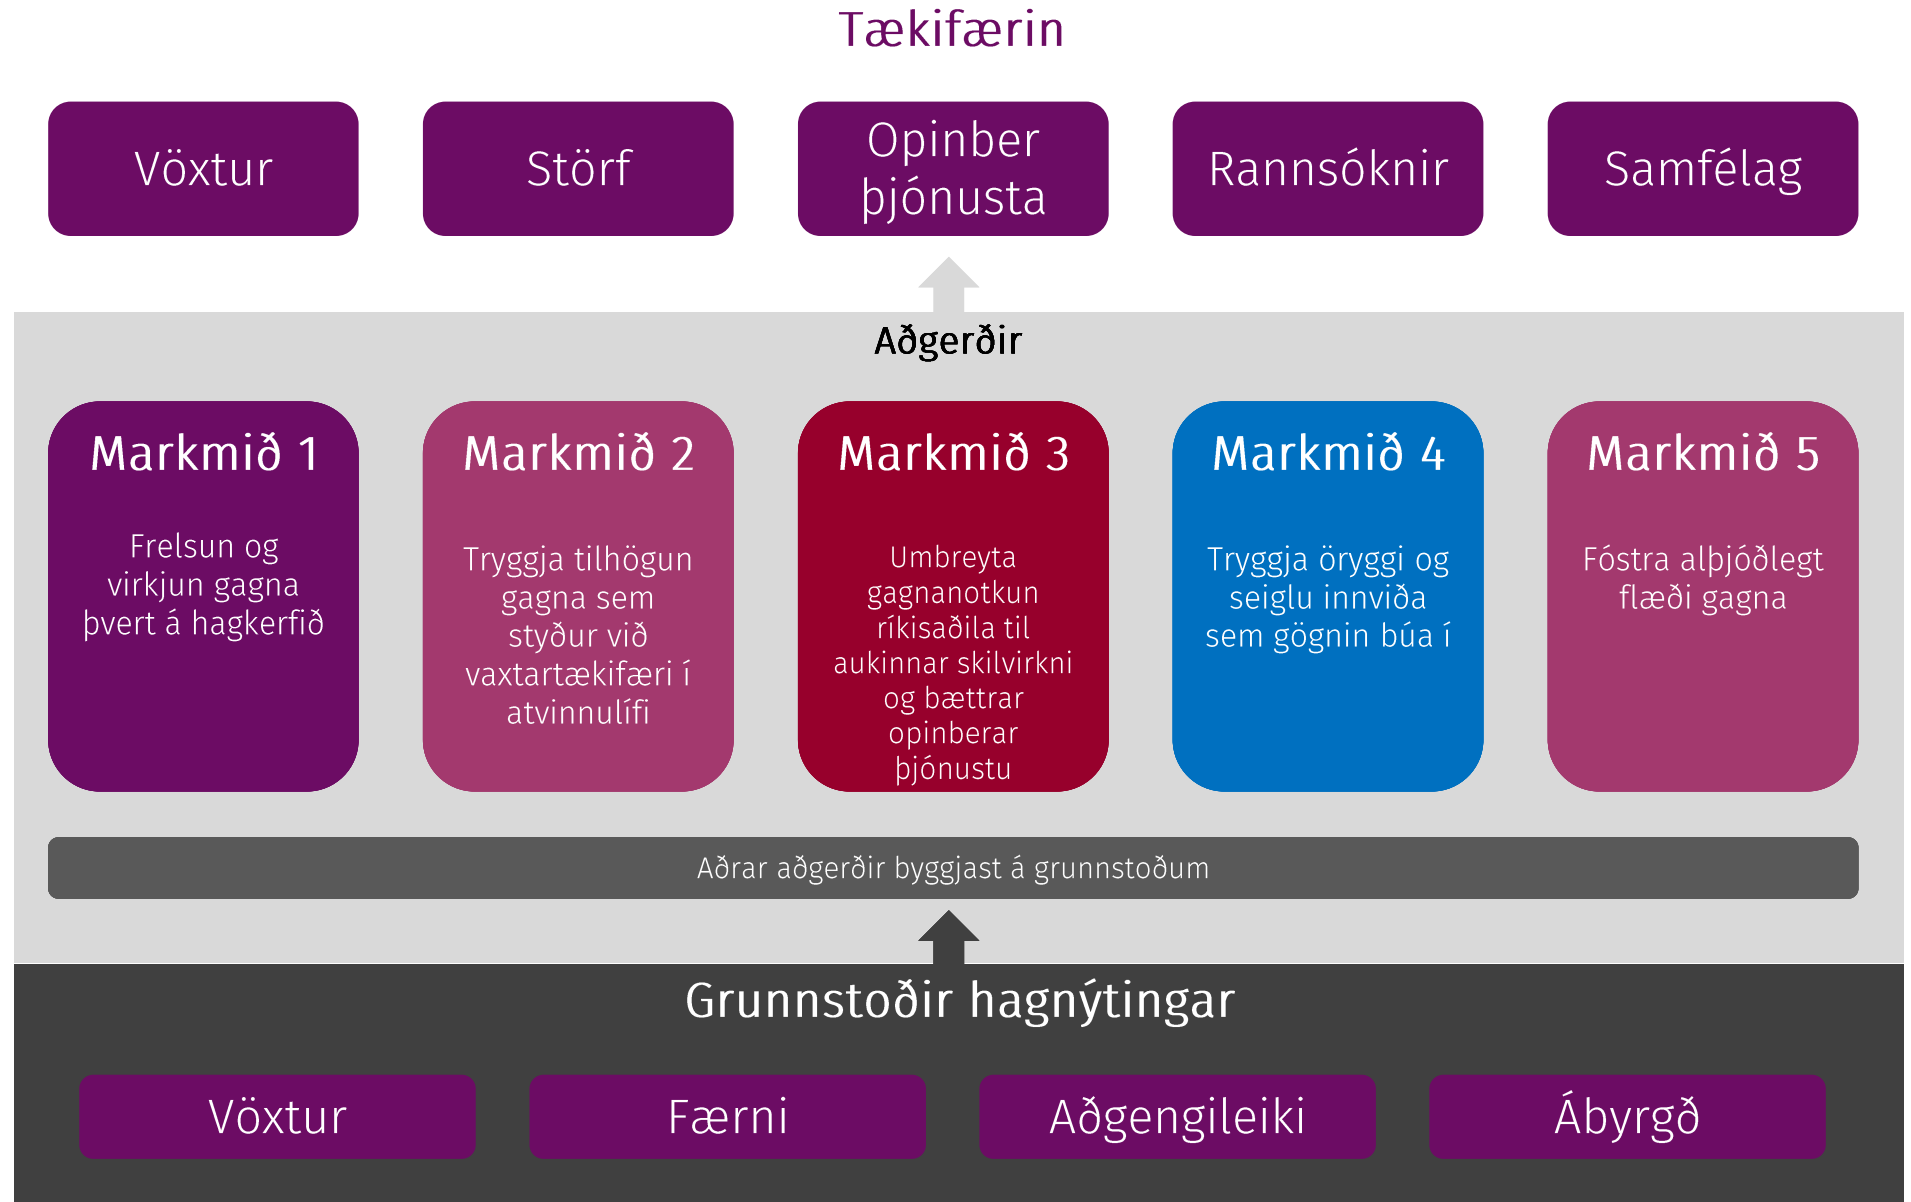 Tækifærin
Vöxtur
Störf
Opinber
þjónusta
Rannsóknir
Samfélag
Aðgerðir
Markmið 1
Frelsun og
virkjun gagna
þvert á hagkerfið
Markmið 2
Tryggja tilhögun
gagna sem
styður við
vaxtartækifæri í
atvinnulífi
Markmið 3
Umbreyta
gagnanotkun
ríkisaðila til
aukinnar skilvirkni
og bættrar
opinberar
þjónustu
Markmið 4
Tryggja öryggi og
seiglu innviða
sem gögnin búa í
Markmið 5
Fóstra alþjóðlegt
flæði gagna
Aðrar aðgerðir byggjast á grunnstoðum
Grunnstoðir hagnýtingar
Vöxtur
Færni
Aðgengileiki
Ábyrgð